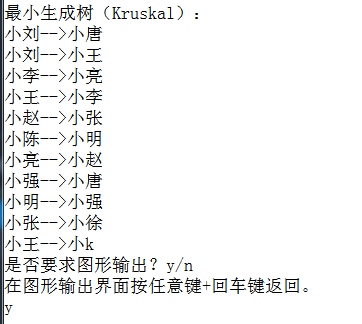 最小生成树（Kruskal）：
小刘-->小唐
小刘-->小王
小李-->小亮
小王-->小李
小赵-->小张
小陈-->小明
小亮-->小赵
小强-->小唐
小明-->小强
小张-->小徐
小王-->小k
是否要求图形输出？y/n
在图形输出界面按任意键+回车键返回。
y